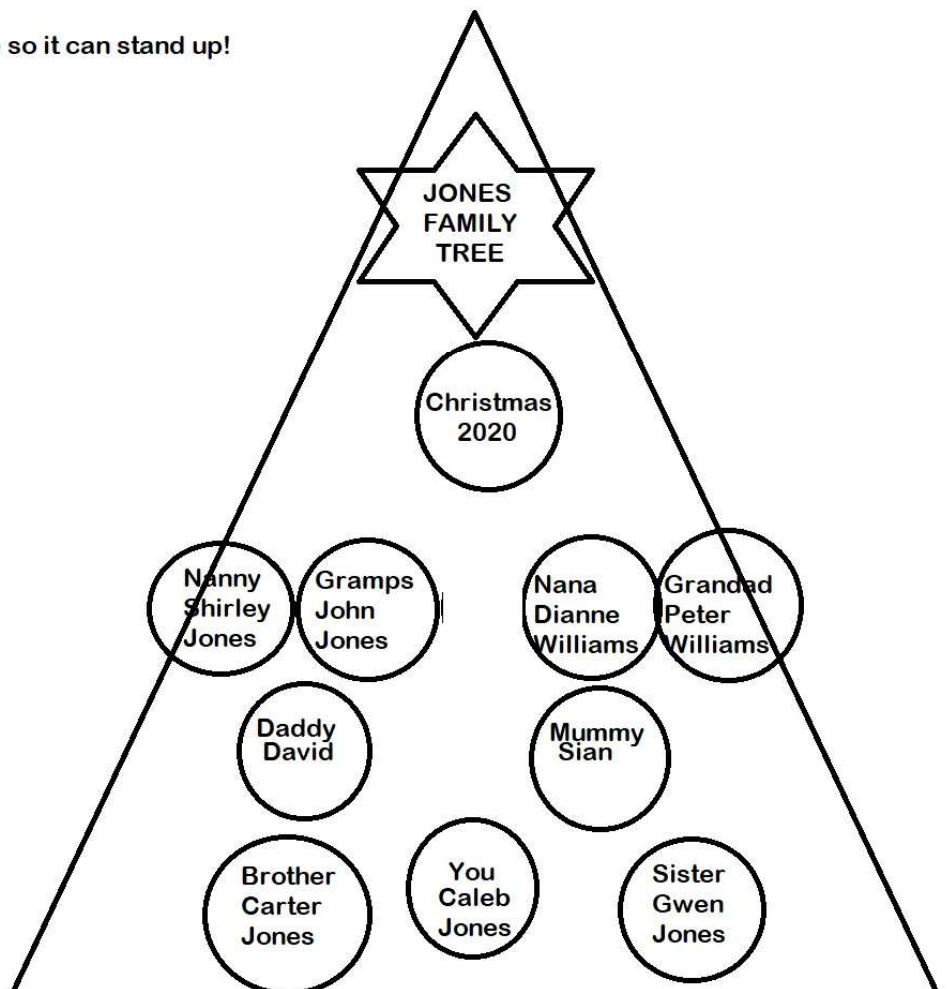 so it can stand up!
JONES
FAMILY
TREE
Christmas
2020
Nanny
Shirley
Jones
Gramps
John
Jones
Nana
Dianne
Williams
Grandad
Peter
Williams
Daddy
David
Mummy
Sian
Brother
Carter
Jones
You
Caleb
Jones
Sister
Gwen
Jones